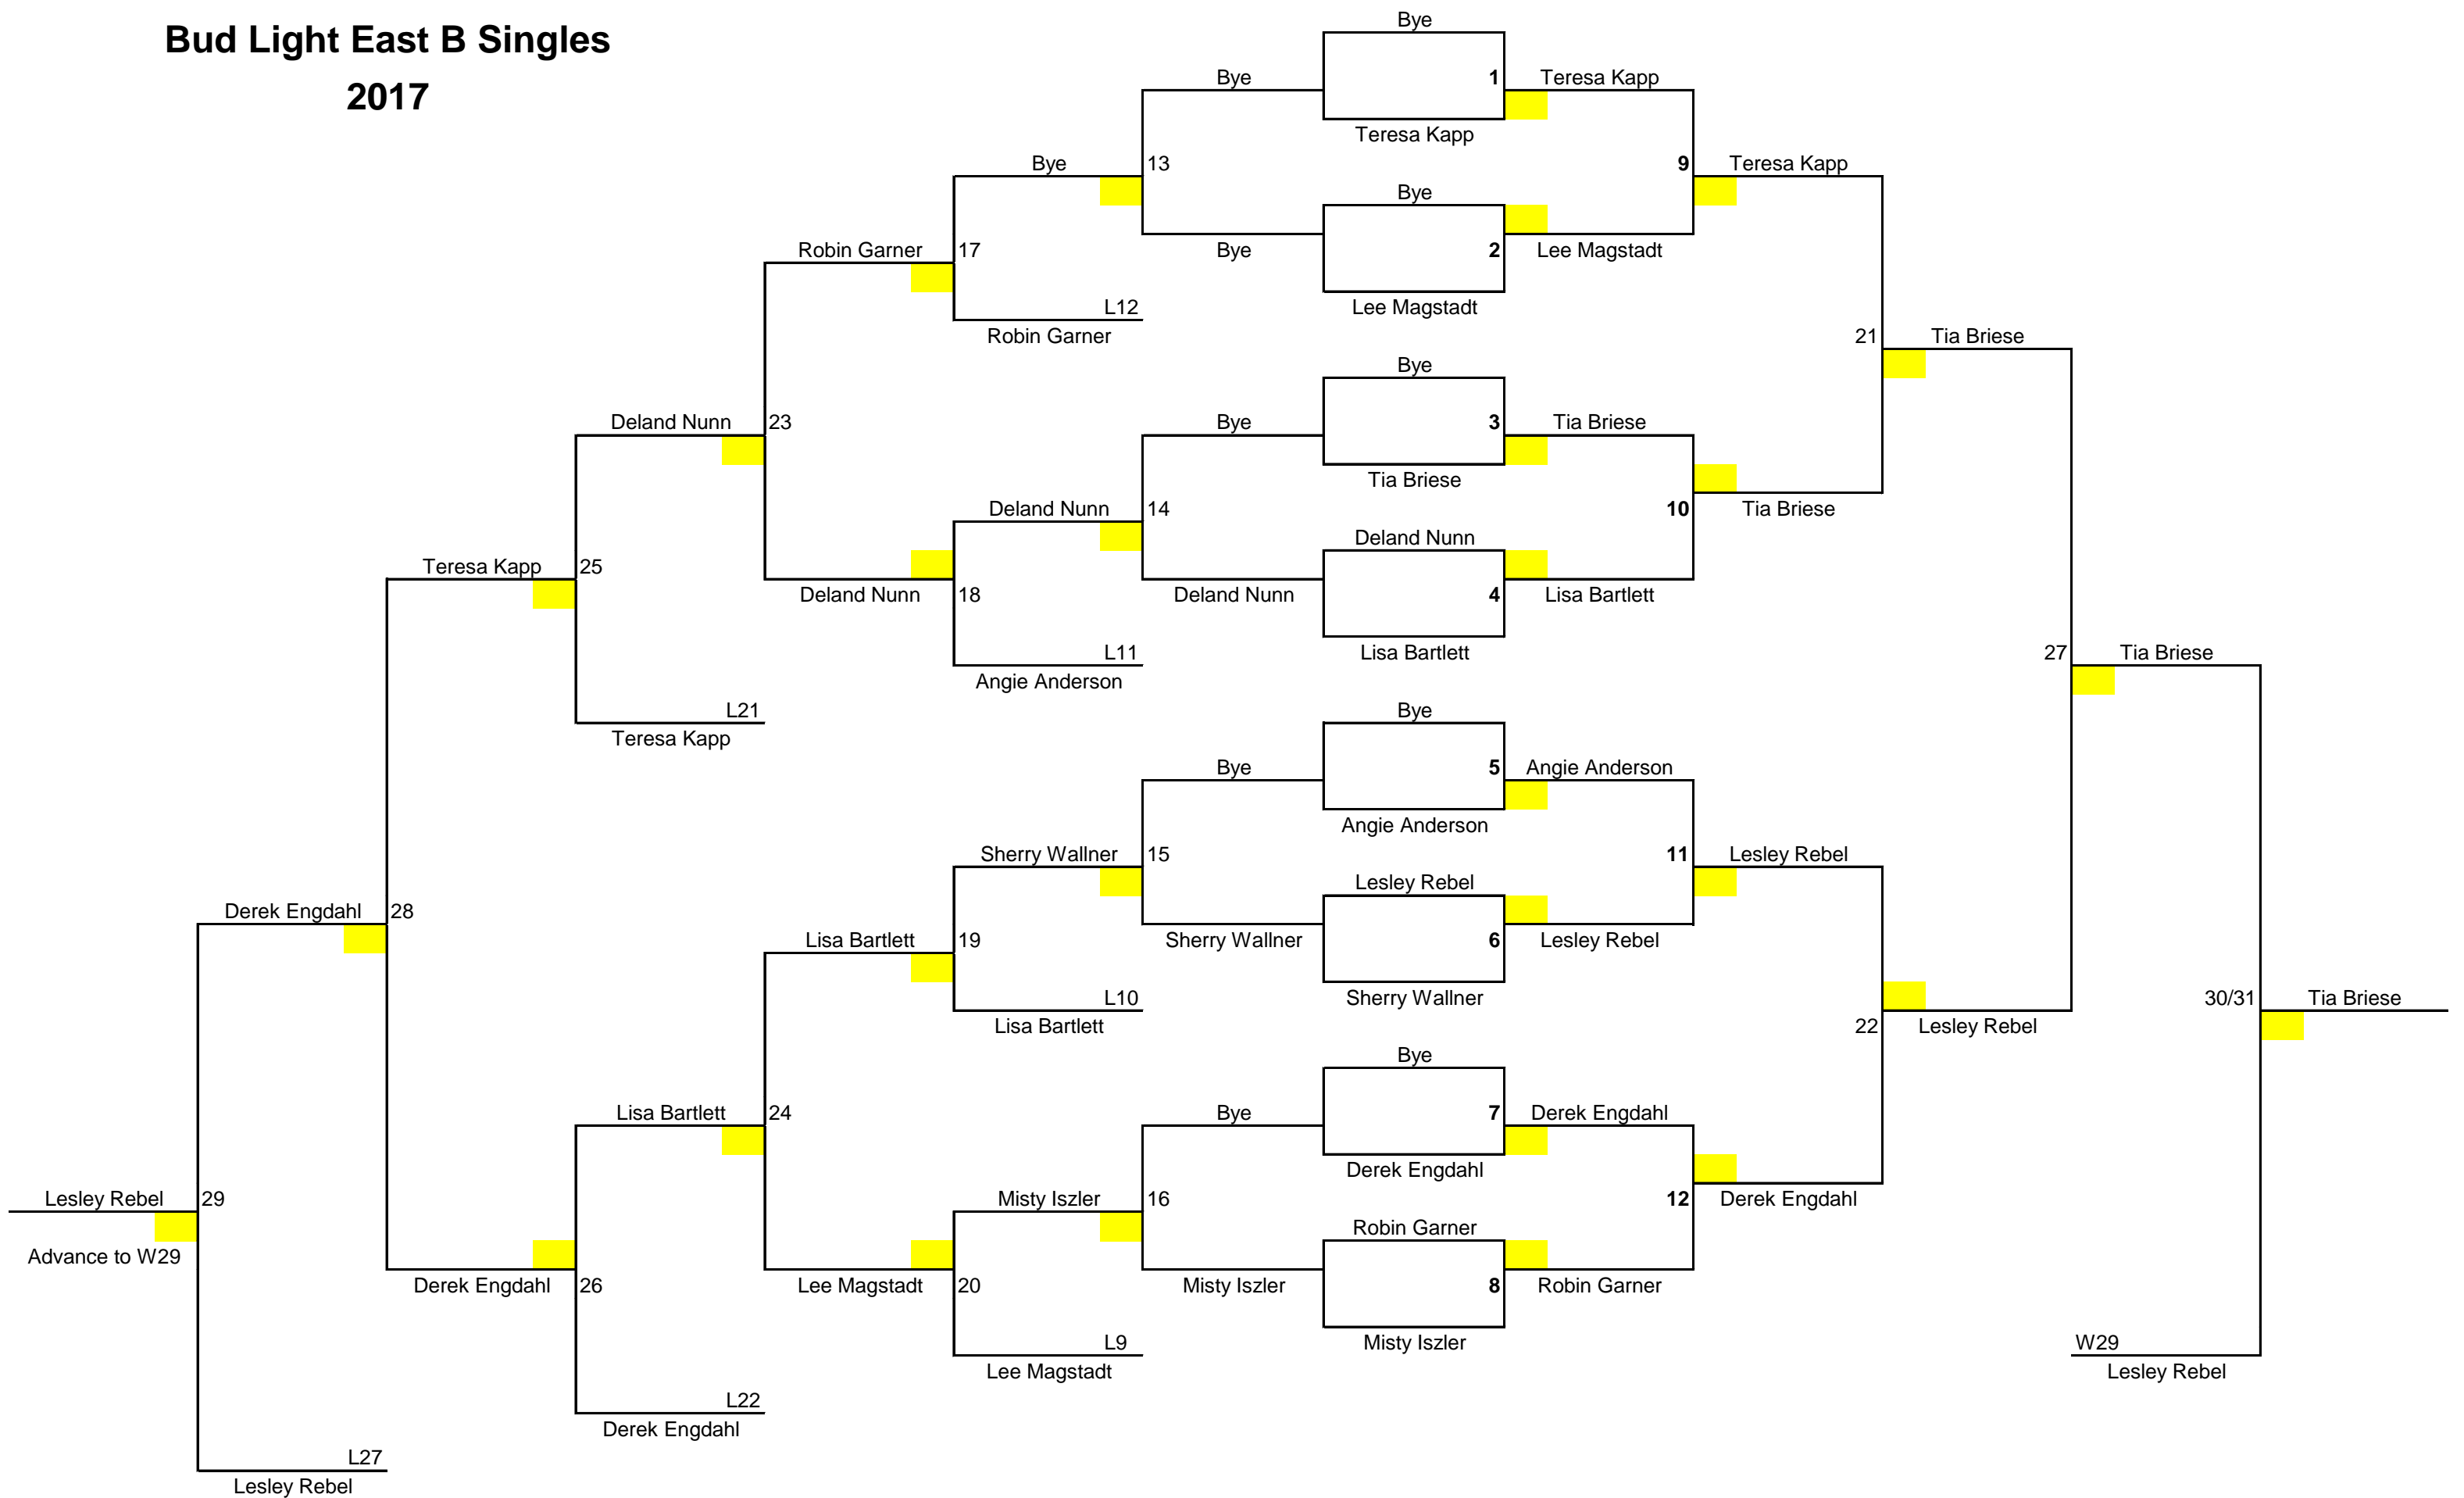 Bud Light East B Singles
2017
Bye
Bye
1
Teresa Kapp
Teresa Kapp
Bye
13
9
Teresa Kapp
Bye
Robin Garner
17
Bye
2
Lee Magstadt
L12
Lee Magstadt
Robin Garner
21
Tia Briese
Bye
Deland Nunn
23
Bye
3
Tia Briese
Tia Briese
Deland Nunn
14
10
Tia Briese
Deland Nunn
Teresa Kapp
25
Deland Nunn
18
Deland Nunn
4
Lisa Bartlett
L11
Lisa Bartlett
27
Tia Briese
Angie Anderson
L21
Bye
Teresa Kapp
Bye
5
Angie Anderson
Angie Anderson
Sherry Wallner
15
11
Lesley Rebel
Lesley Rebel
Derek Engdahl
28
Lisa Bartlett
19
Sherry Wallner
6
Lesley Rebel
L10
Sherry Wallner
30/31
Tia Briese
Lisa Bartlett
22
Lesley Rebel
Bye
Lisa Bartlett
24
Bye
7
Derek Engdahl
Derek Engdahl
Lesley Rebel
29
Misty Iszler
16
12
Derek Engdahl
Robin Garner
Advance to W29
Derek Engdahl
26
Lee Magstadt
20
Misty Iszler
8
Robin Garner
L9
Misty Iszler
W29
Lee Magstadt
Lesley Rebel
L22
Derek Engdahl
L27
Lesley Rebel